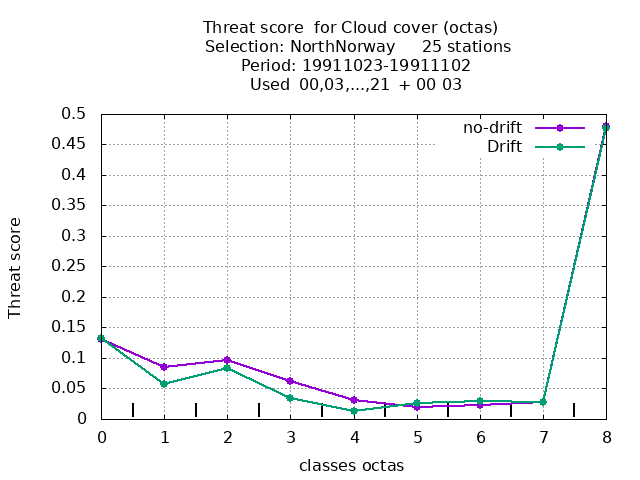 Threat score for Cloud cover (octas)
Selection: NorthNorway 25 stations
Period: 19911023-19911102
Used 00,03,...,21 + 00 03
no-drift
Drift
0.5
0.45
0.4
0.35
0.3
0.25
0.2
0.15
0.1
0.05
0
Threat score
0 1 2 3 4 5 6 7 8
classes octas